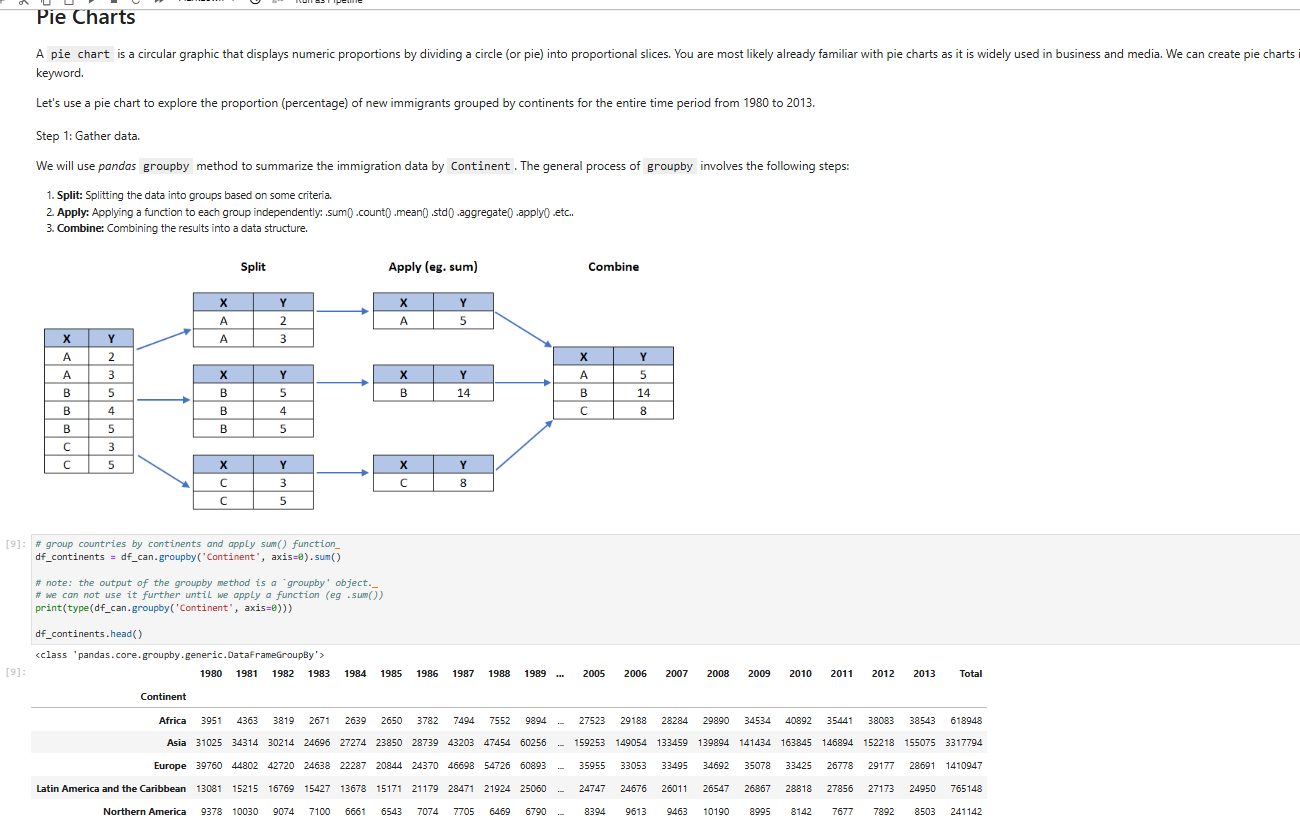 Run as Pipeline
Pie Charts
A pie chart is a circular graphic that displays numeric proportions by dividing a circle (or pie) into proportional slices. You are most likely already familiar with pie charts as it is widely used in business and media. We can create pie charts i
keyword.
Let's use a pie chart to explore the proportion (percentage) of new immigrants grouped by continents for the entire time period from 1980 to 2013.
Step 1: Gather data.
We will use pandas groupby method to summarize the immigration data by Continent . The general process of groupby involves the following steps:
1. Split: Splitting the data into groups based on some criteria.
2. Apply: Applying a function to each group independently: .sum() .count() .mean() .std() .aggregate() .apply() .etc..
3. Combine: Combining the results into a data structure.
Split Apply (eg. sum) Combine
X Y
A 2
A 3
B 5
B 4
B 5
C 3
C 5
X Y
A 2
A 3
X Y
B 5
B 4
B 5
X Y
C 3
C 5
X Y
A 5
X Y
B 14
X Y
C 8
X Y
A 5
B 14
C 8
[9]: # group countries by continents and apply sum() function_
df_continents = df_can.groupby('Continent', axis=0).sum()
# note: the output of the groupby method is a `groupby' object._
# we can not use it further until we apply a function (eg .sum())
print(type(df_can.groupby('Continent', axis=0)))
df_continents.head()
<class 'pandas.core.groupby.generic.DataFrameGroupBy'>
[9]: 1980 1981 1982 1983 1984 1985 1986 1987 1988 1989 ... 2005 2006 2007 2008 2009 2010 2011 2012 2013 Total
Continent
Africa 3951 4363 3819 2671 2639 2650 3782 7494 7552 9894 ... 27523 29188 28284 29890 34534 40892 35441 38083 38543 618948
Asia 31025 34314 30214 24696 27274 23850 28739 43203 47454 60256 ... 159253 149054 133459 139894 141434 163845 146894 152218 155075 3317794
Europe 39760 44802 42720 24638 22287 20844 24370 46698 54726 60893 ... 35955 33053 33495 34692 35078 33425 26778 29177 28691 1410947
Latin America and the Caribbean 13081 15215 16769 15427 13678 15171 21179 28471 21924 25060 ... 24747 24676 26011 26547 26867 28818 27856 27173 24950 765148
Northern America 9378 10030 9074 7100 6661 6543 7074 7705 6469 6790 ... 8394 9613 9463 10190 8995 8142 7677 7892 8503 241142